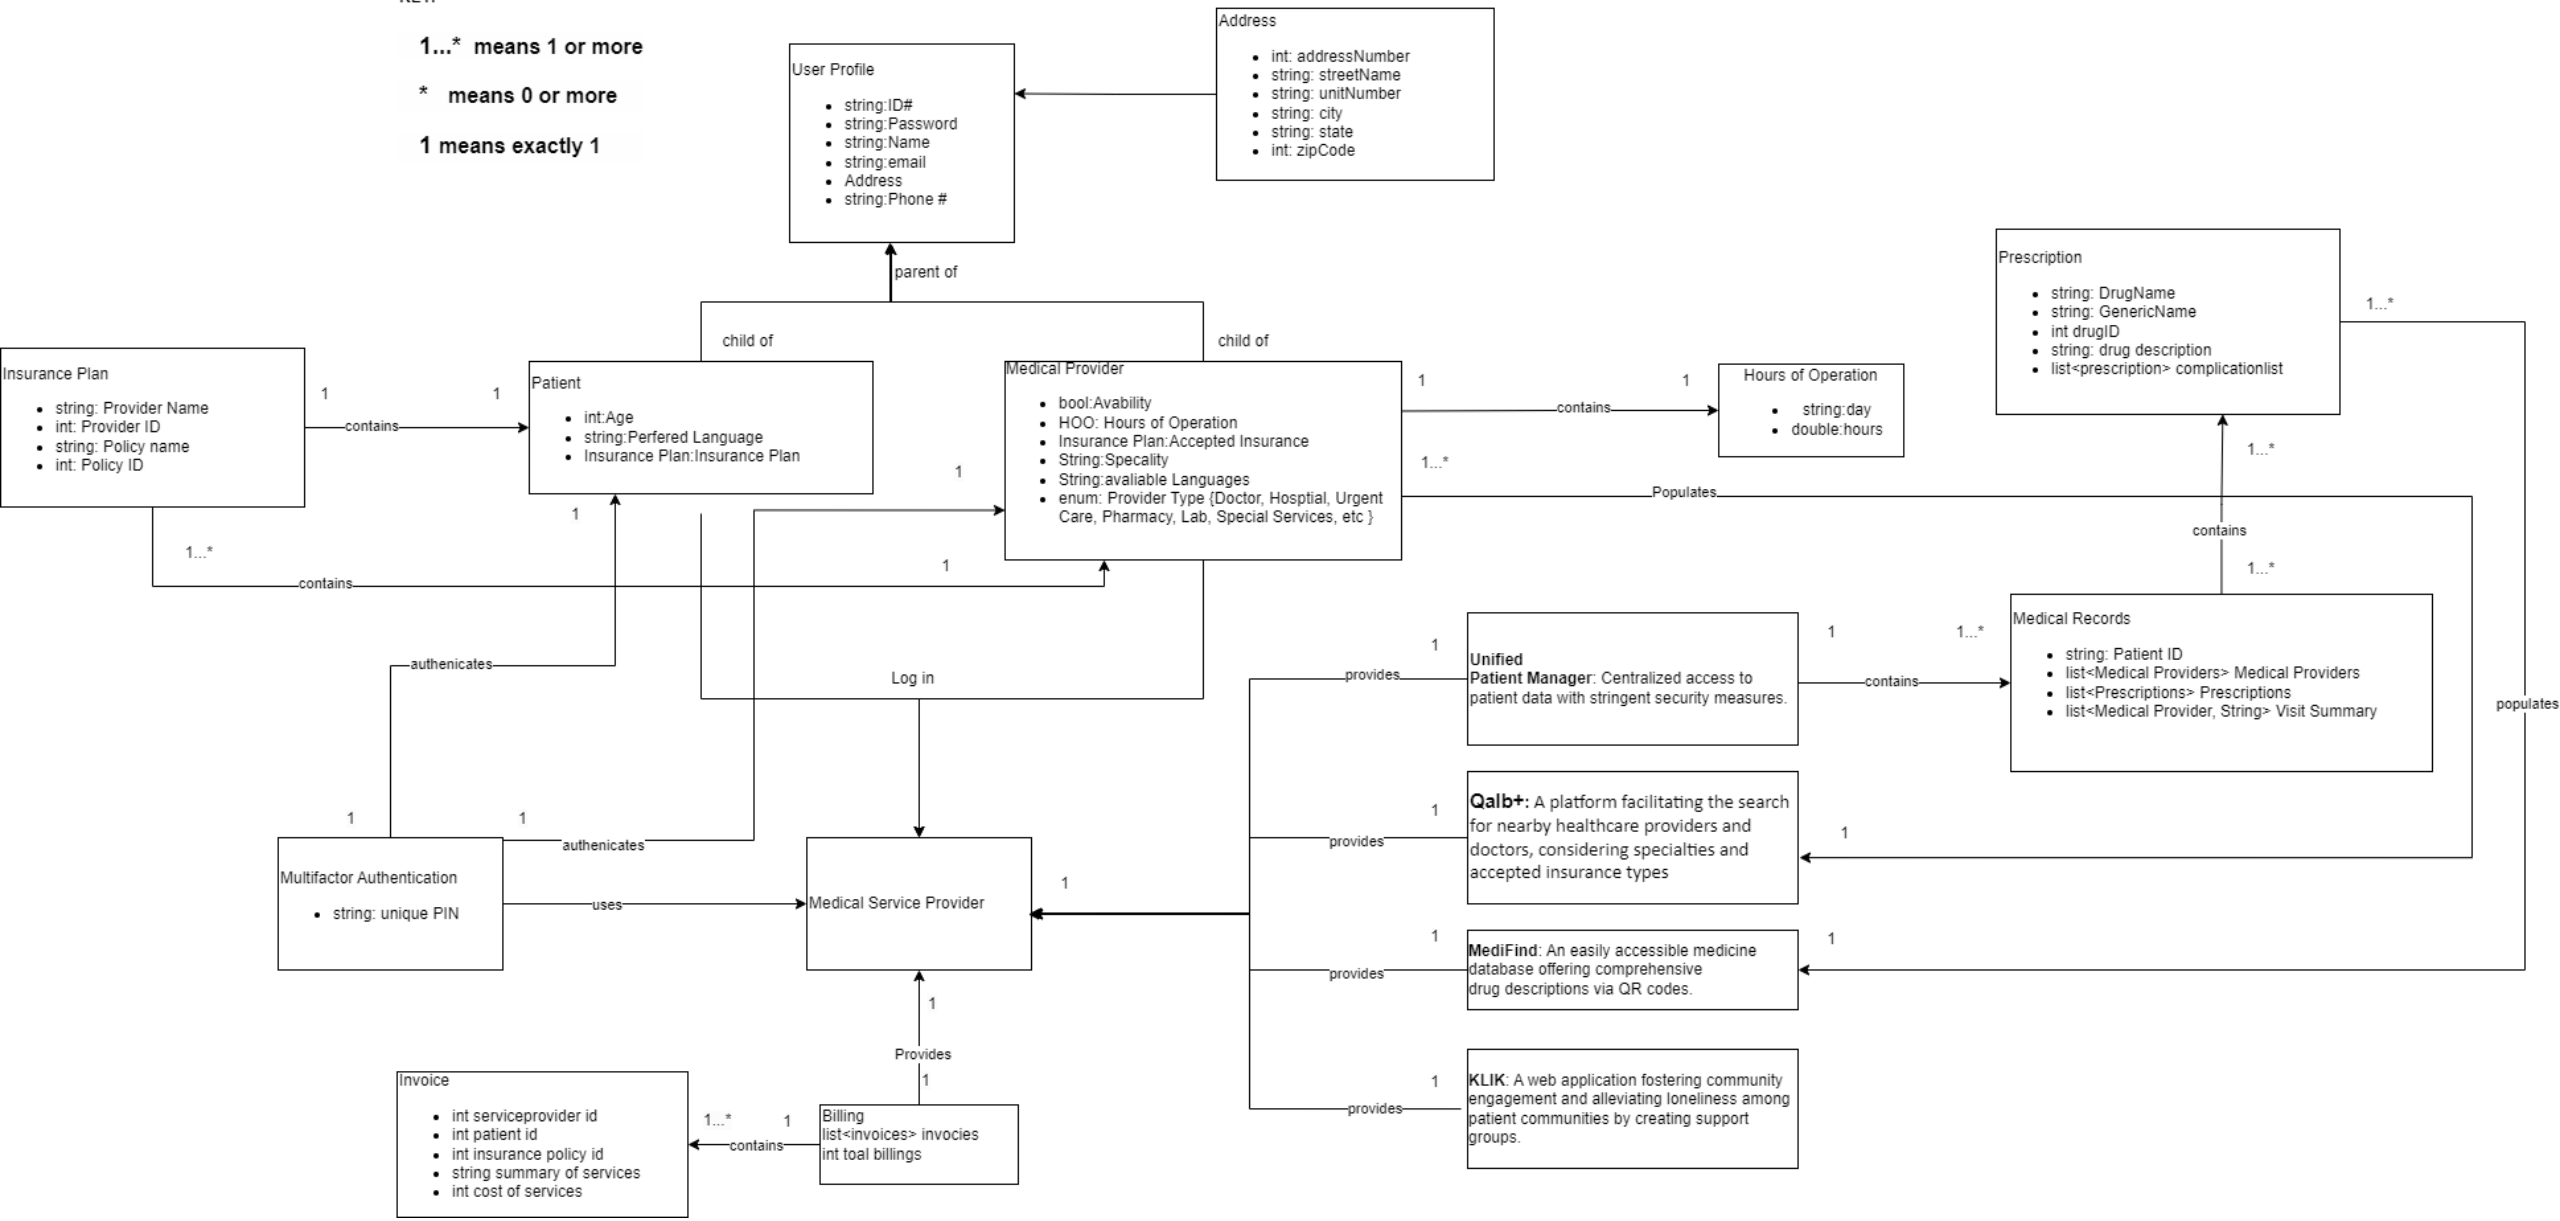 1...* means 1 or more
* means 0 or more
1 means exactly 1
User Profile
string:ID#
string:Password
string:Name
string:email
Address
string:Phone #
Address
int: addressNumber
string: streetName
string: unitNumber
string: city
string: state
int: zipCode
parent of
child of
child of
Insurance Plan
string: Provider Name
int: Provider ID
string: Policy name
int: Policy ID
1
1
contains
1...*
contains
1
Patient
int:Age
string:Perfered Language
Insurance Plan:Insurance Plan
1
1
Medical Provider
bool:Avability
HOO: Hours of Operation
Insurance Plan:Accepted Insurance
String:Specality
String:avaliable Languages
enum: Provider Type {Doctor, Hosptial, Urgent
Care, Pharmacy, Lab, Special Services, etc }
1
1
contains
Hours of Operation
string:day
double:hours
1...*
Populates
Prescription
string: DrugName
string: GenericName
int drugID
string: drug description
list<prescription> complicationlist
1...*
1...*
contains
1...*
populates
Medical Records
string: Patient ID
list<Medical Providers> Medical Providers
list<Prescriptions> Prescriptions
list<Medical Provider, String> Visit Summary
authenicates
Log in
1
provides
Unified
Patient Manager: Centralized access to
patient data with stringent security measures.
1
1...*
contains
1
provides
Qalb+: A platform facilitating the search
for nearby healthcare providers and
doctors, considering specialties and
accepted insurance types
1
1
1
authenicates
Multifactor Authentication
string: unique PIN
uses
Medical Service Provider
1
1
provides
MediFind: An easily accessible medicine
database offering comprehensive
drug descriptions via QR codes.
1
1
provides
KLIK: A web application fostering community
engagement and alleviating loneliness among
patient communities by creating support
groups.
1
Provides
1
Billing
list<invoices> invocies
int toal billings
1...*
1
contains
Invoice
int serviceprovider id
int patient id
int insurance policy id
string summary of services
int cost of services